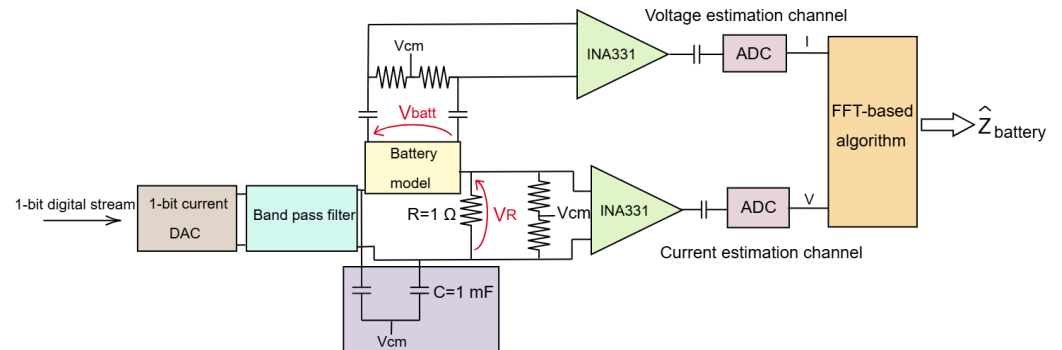 Voltage estimation channel
Vcm
INA331
ADC
I
Vbatt
FFT-based
algorithm
Ẑ battery
Battery
model
1-bit digital stream
1-bit current
DAC
Band pass filter
R=1 Ω
VR
Vcm
INA331
ADC
V
Current estimation channel
C=1 mF
Vcm